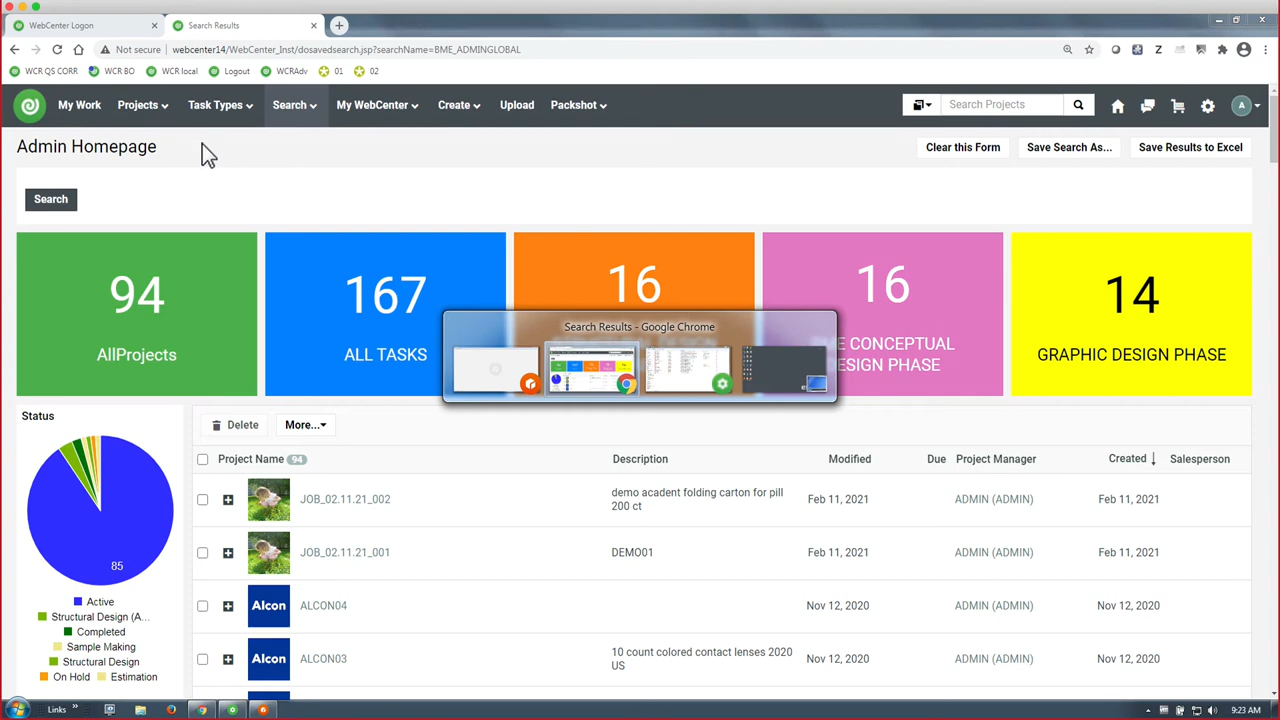 WebCenter Logon
Search Results
Not secure
webcenter14/WebCenter_Inst/dosavedsearch.jsp?searchName=BME_ADMINGLOBAL
WCR QS CORR
WCR BO
WCR local
Logout
WCRAdv
01
02
My Work
Projects
Task Types
Search
My WebCenter
Create
Upload
Packshot
Search Projects
A
Admin Homepage
Clear this Form
Save Search As...
Save Results to Excel
Search
94
AllProjects
167
ALL TASKS
16
16
CONCEPTUAL
DESIGN PHASE
14
GRAPHIC DESIGN PHASE
Search Results - Google Chrome
Status
85
Active
Structural Design (A...
Completed
Sample Making
Structural Design
On Hold
Estimation
Delete
More...
Project Name 94
Description
Modified
Due
Project Manager
Created
Salesperson
JOB_02.11.21_002
demo acadent folding carton for pill
200 ct
Feb 11, 2021
ADMIN (ADMIN)
Feb 11, 2021
JOB_02.11.21_001
DEMO01
Feb 11, 2021
ADMIN (ADMIN)
Feb 11, 2021
Alcon
ALCON04
Nov 12, 2020
ADMIN (ADMIN)
Nov 12, 2020
Alcon
ALCON03
10 count colored contact lenses 2020
US
Nov 12, 2020
ADMIN (ADMIN)
Nov 12, 2020
Links
9:23 AM